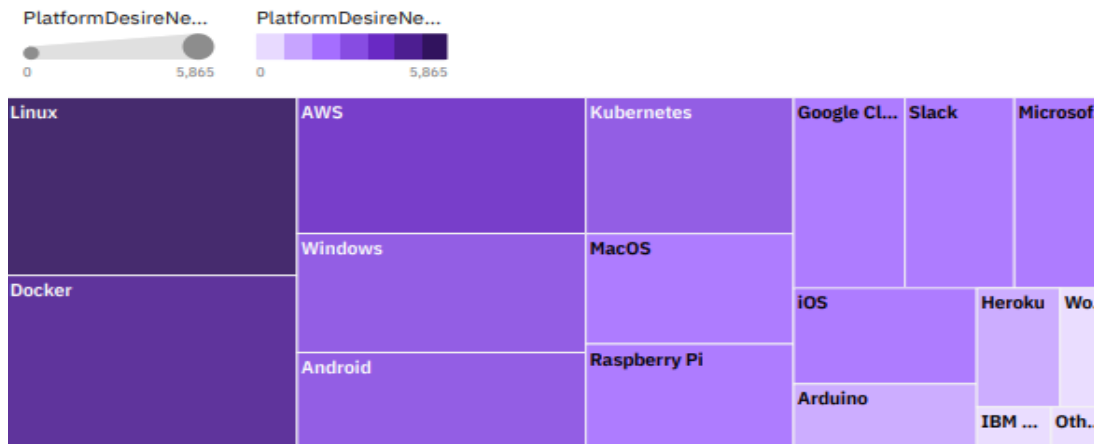 PlatformDesireNe... PlatformDesireNe...
0 5,865 0 5,865
Linux AWS Kubernetes Google Cl... Slack Microsof
Windows MacOS
Docker iOS Heroku Wo.
Android Raspberry Pi
Arduino
IBM ... Oth..